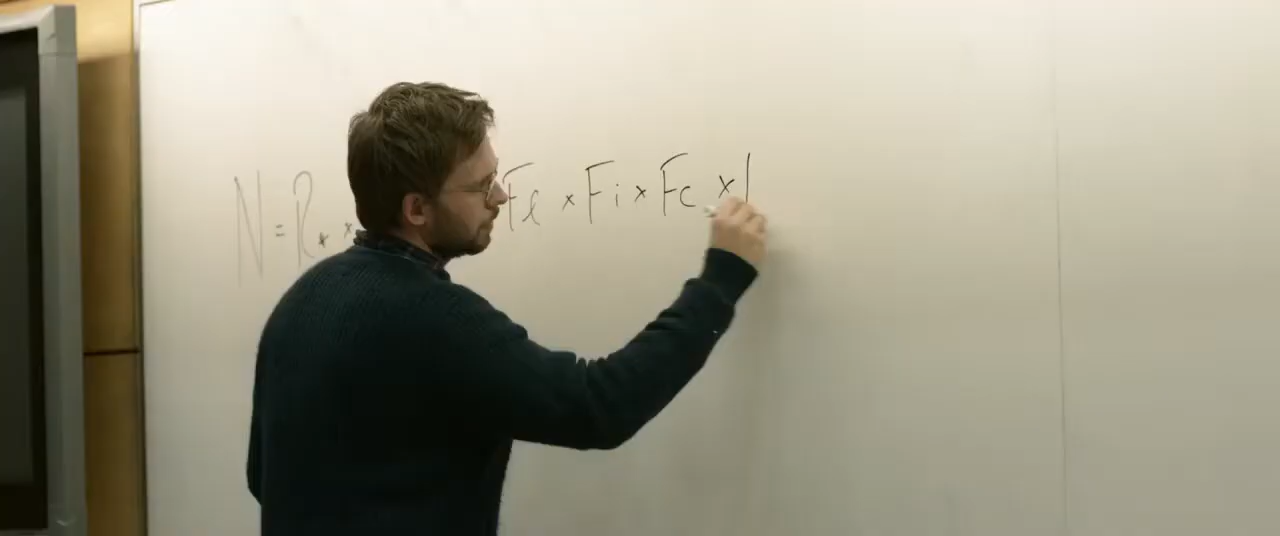 N = R* × Fl × Fi × Fc × L